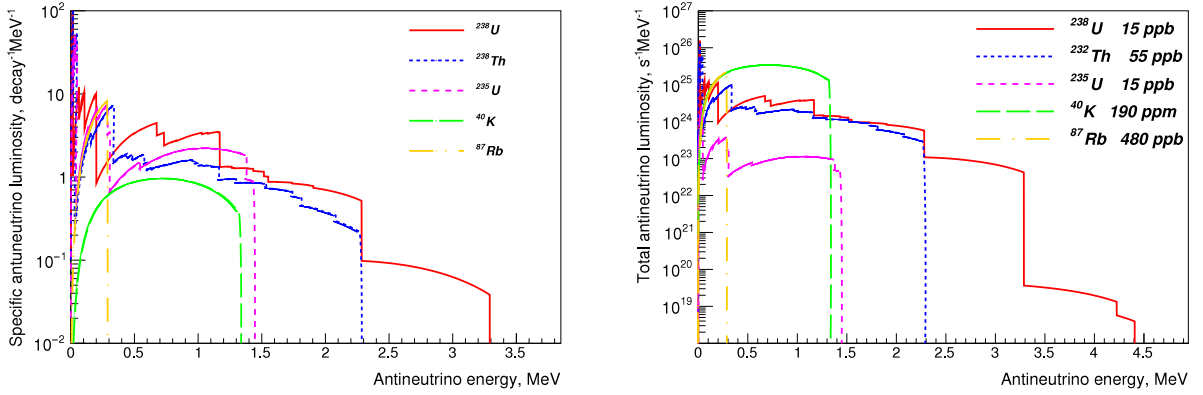 Specific antuneutrino luminosity, decay⁻¹MeV⁻¹
10²
10
1
10⁻¹
10⁻²
²³⁸U
²³⁸Th
²³⁵U
⁴⁰K
⁸⁷Rb
0 0.5 1 1.5 2 2.5 3 3.5
Antineutrino energy, MeV
Total antineutrino luminosity, s⁻¹MeV⁻¹
10²⁷
10²⁶
10²⁵
10²⁴
10²³
10²²
10²¹
10²⁰
10¹⁹
²³⁸U 15 ppb
²³²Th 55 ppb
²³⁵U 15 ppb
⁴⁰K 190 ppm
⁸⁷Rb 480 ppb
0 0.5 1 1.5 2 2.5 3 3.5 4 4.5
Antineutrino energy, MeV